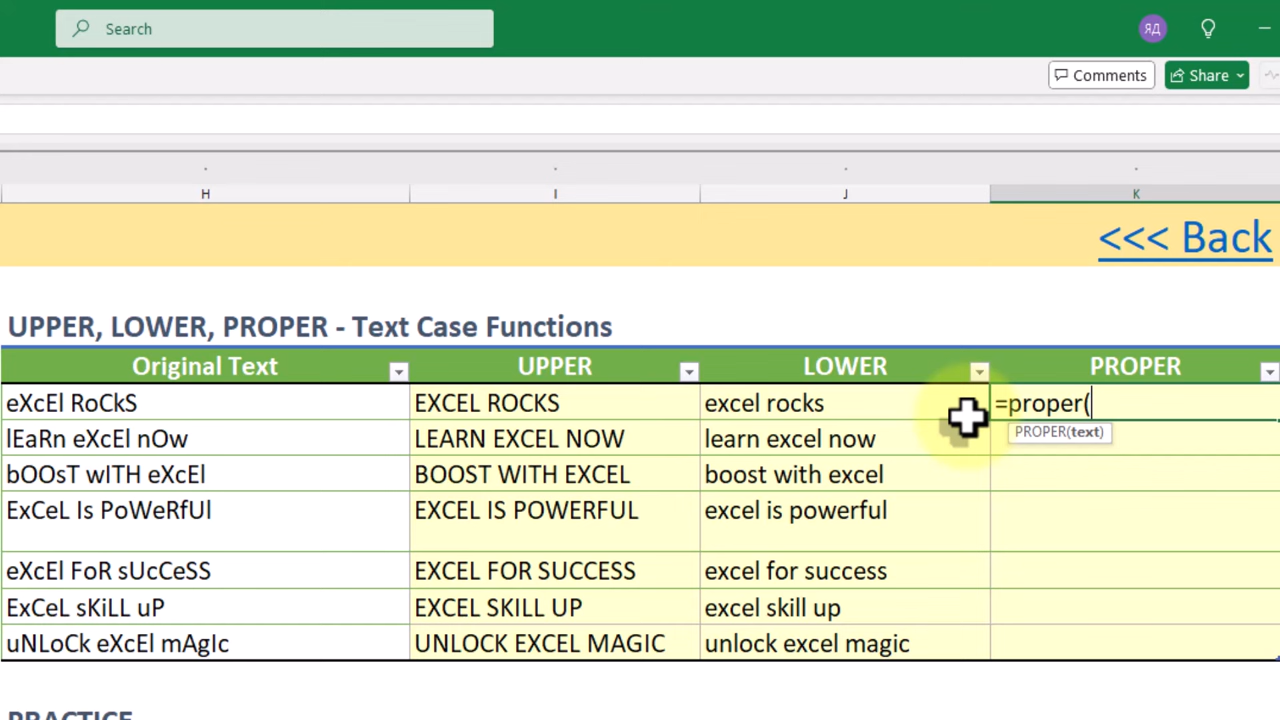 Search
ЯД
Comments
Share
H I J K
<<< Back
UPPER, LOWER, PROPER - Text Case Functions
Original Text UPPER LOWER PROPER
eXcEl RoCkS EXCEL ROCKS excel rocks =proper(
PROPER(text)
lEaRn eXcEl nOw LEARN EXCEL NOW learn excel now
bOOsT wITH eXcEl BOOST WITH EXCEL boost with excel
ExCeL Is PoWeRfUl EXCEL IS POWERFUL excel is powerful
eXcEl FoR sUcCeSS EXCEL FOR SUCCESS excel for success
ExCeL sKiLL uP EXCEL SKILL UP excel skill up
uNLoCk eXcEl mAgIc UNLOCK EXCEL MAGIC unlock excel magic
PRACTICE